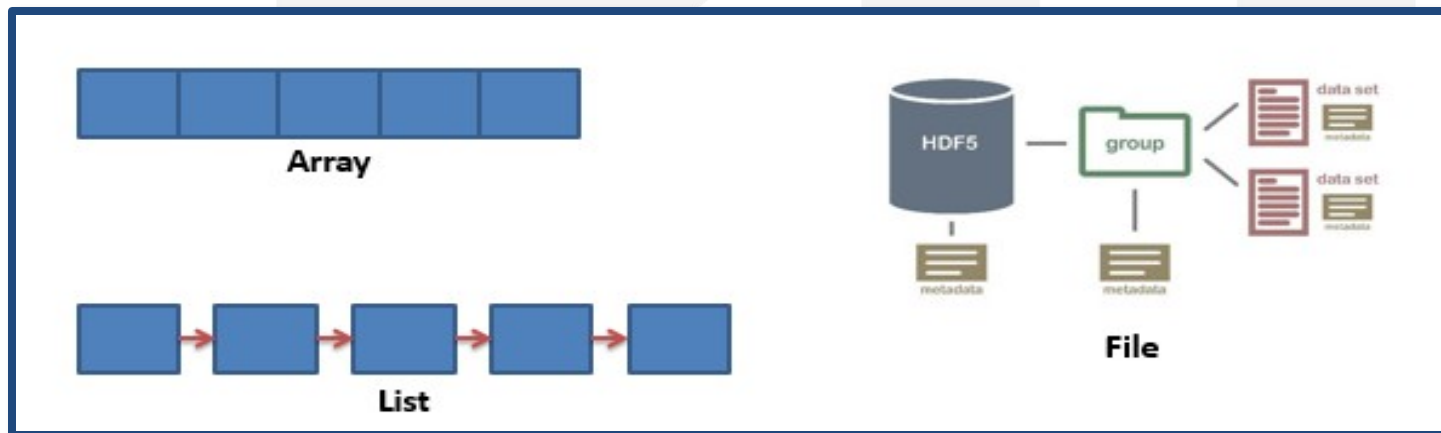 Array
List
HDF5
group
data set
metadata
data set
metadata
metadata
metadata
File